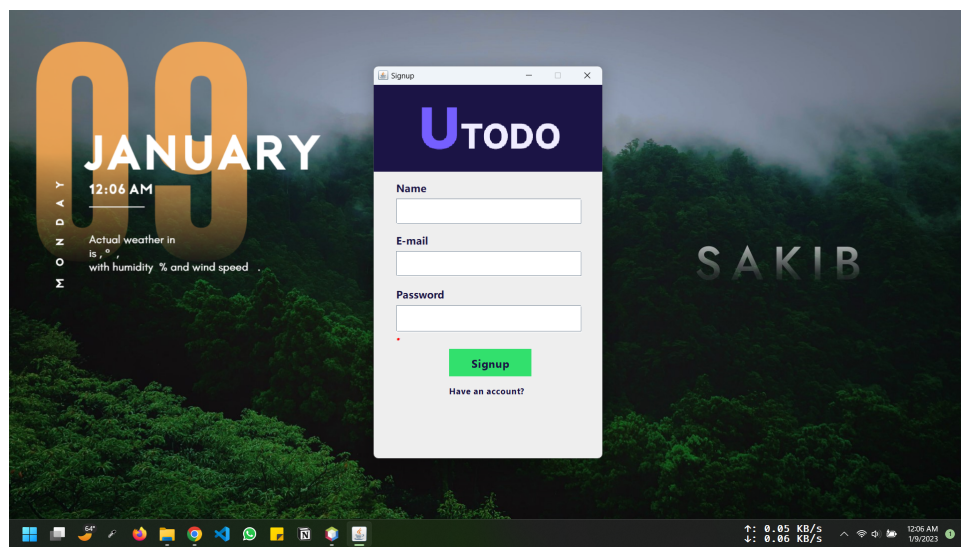 09
JANUARY
12:06 AM
MONDAY
Actual weather in
is , ° ,
with humidity % and wind speed .
Signup
UTODO
Name
E-mail
Password
*
Signup
Have an account?
SAKIB
64°
↑: 0.05 KB/s
↓: 0.06 KB/s
12:06 AM
1/9/2023
1